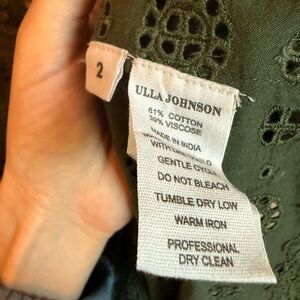 2
ULLA JOHNSON
61% COTTON
39% VISCOSE
MADE IN INDIA
WITH LIKE
GENTLE CYCLE
DO NOT BLEACH
TUMBLE DRY LOW
WARM IRON
PROFESSIONAL
DRY CLEAN